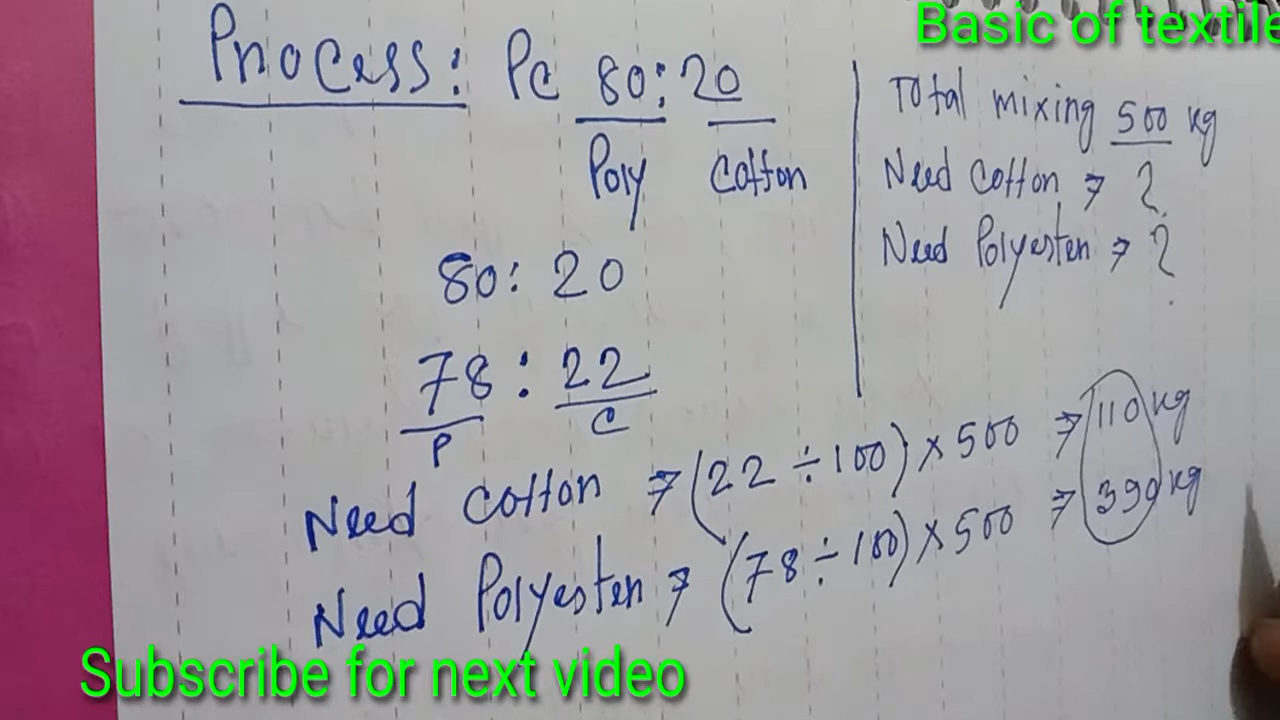 Basic of textile
Process: PC 80:20
Poly Cotton
Total mixing 500 kg
Need Cotton ⇒ ?
Need Polyester ⇒ ?
80: 20
78 : 22
P C
Need cotton ⇒ (22 ÷ 100) × 500 ⇒ 110 kg
Need Polyester ⇒ (78 ÷ 100) × 500 ⇒ 390 kg
Subscribe for next video